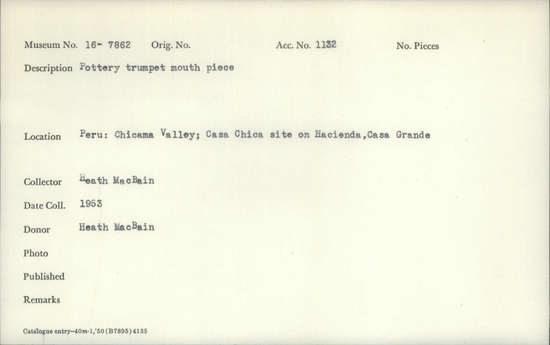 Museum No. 16- 7862 Orig. No. Acc. No. 1132 No. Pieces
Description Pottery trumpet mouth piece
Location Peru: Chicama Valley; Casa Chica site on Hacienda,Casa Grande
Collector Heath MacBain
Date Coll. 1953
Donor Heath MacBain
Photo
Published
Remarks
Catalogue entry—40m-1,'50 (B7895) 4135